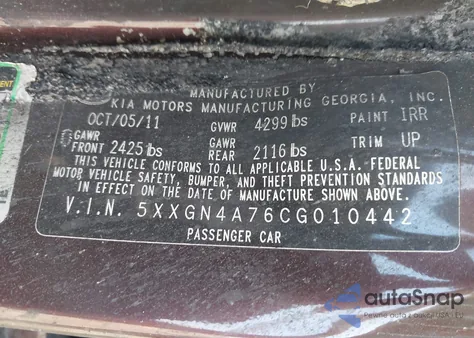 MANUFACTURED BY
KIA MOTORS MANUFACTURING GEORGIA, INC.
OCT/05/11 GVWR 4299 lbs PAINT IRR
GAWR FRONT 2425 lbs GAWR REAR 2116 lbs TRIM UP
THIS VEHICLE CONFORMS TO ALL APPLICABLE U.S.A. FEDERAL
MOTOR VEHICLE SAFETY, BUMPER, AND THEFT PREVENTION STANDARDS
IN EFFECT ON THE DATE OF MANUFACTURE SHOWN ABOVE.
V.I.N. 5XXGN4A76CG010442
PASSENGER CAR
autoSnap